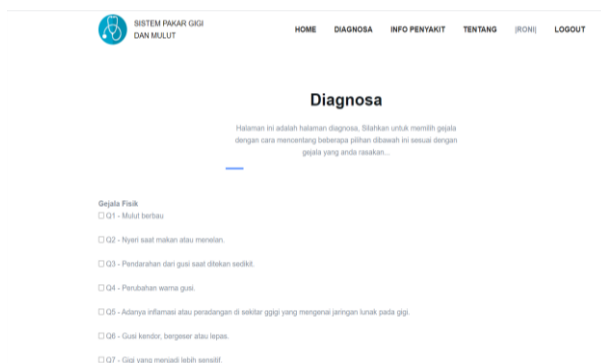 SISTEM PAKAR GIGI
DAN MULUT
HOME DIAGNOSA INFO PENYAKIT TENTANG |RONI| LOGOUT
Diagnosa
Halaman ini adalah halaman diagnosa, Silahkan untuk memilih gejala
dengan cara mencentang beberapa pilihan dibawah ini sesuai dengan
gejala yang anda rasakan...
Gejala Fisik
Q1 - Mulut berbau
Q2 - Nyeri saat makan atau menelan.
Q3 - Pendarahan dari gusi saat ditekan sedikit.
Q4 - Perubahan warna gusi.
Q5 - Adanya inflamasi atau peradangan di sekitar ggigi yang mengenai jaringan lunak pada gigi.
Q6 - Gusi kendor, bergeser atau lepas.
Q7 - Gigi yang menjadi lebih sensitif.